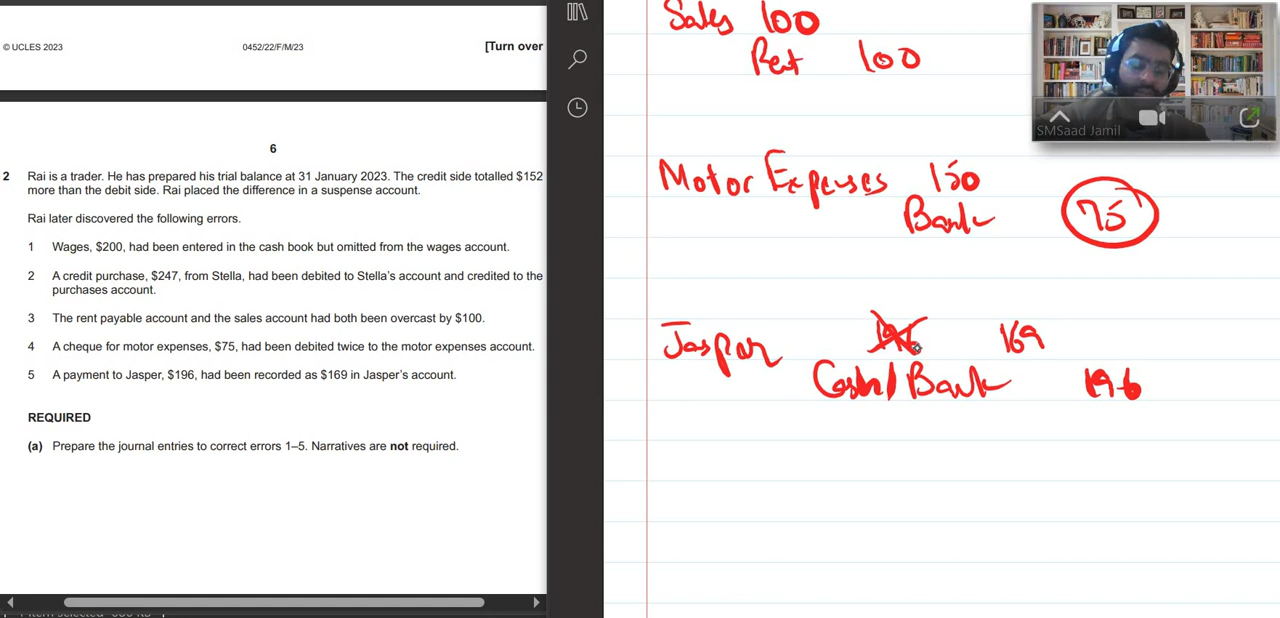 © UCLES 2023
0452/22/F/M/23
[Turn over
6
2 Rai is a trader. He has prepared his trial balance at 31 January 2023. The credit side totalled $152
more than the debit side. Rai placed the difference in a suspense account.
Rai later discovered the following errors.
1 Wages, $200, had been entered in the cash book but omitted from the wages account.
2 A credit purchase, $247, from Stella, had been debited to Stella's account and credited to the
purchases account.
3 The rent payable account and the sales account had both been overcast by $100.
4 A cheque for motor expenses, $75, had been debited twice to the motor expenses account.
5 A payment to Jasper, $196, had been recorded as $169 in Jasper's account.
REQUIRED
(a) Prepare the journal entries to correct errors 1–5. Narratives are not required.
Sales 100
Rent 100
Motor Expenses 150
Bank 75
Jaspar 169
Cash/Bank 196
SMSaad Jamil